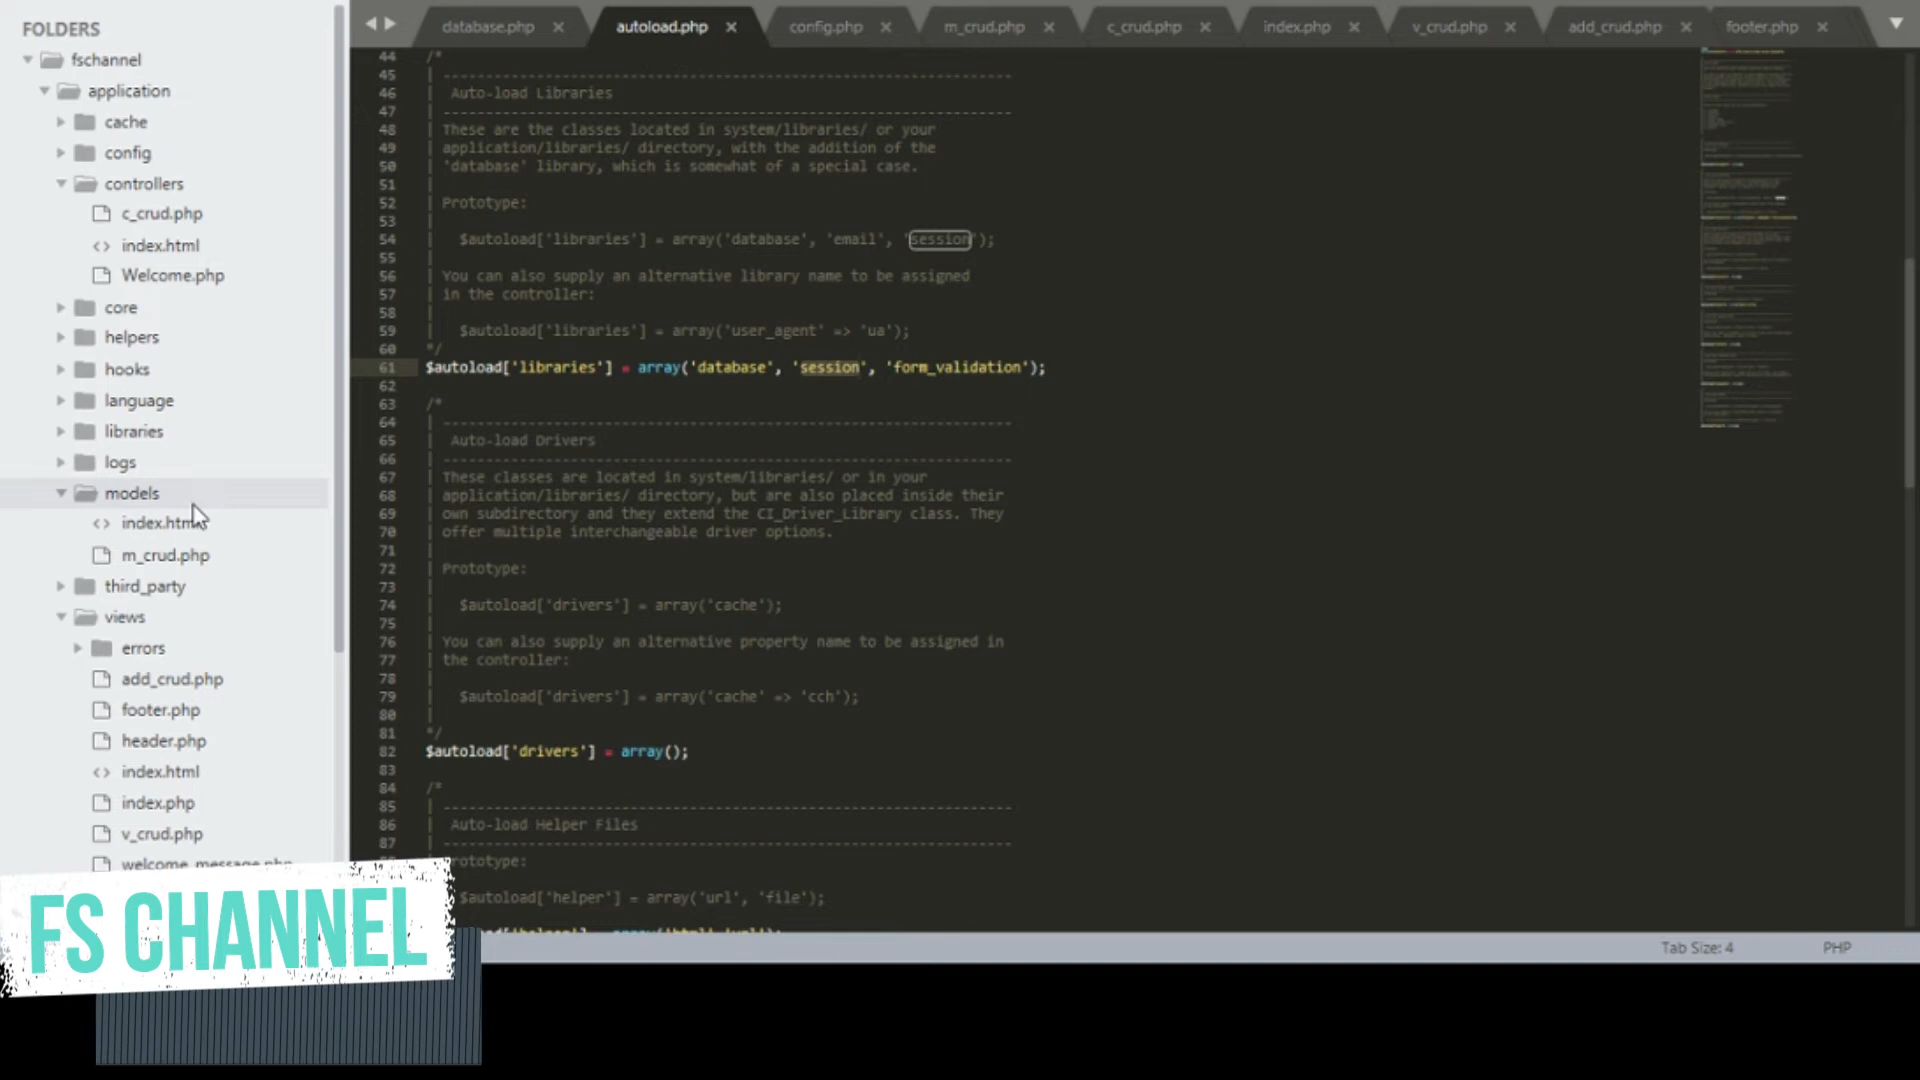 FOLDERS
fschannel
application
cache
config
controllers
c_crud.php
index.html
Welcome.php
core
helpers
hooks
language
libraries
logs
models
index.html
m_crud.php
third_party
views
errors
add_crud.php
footer.php
header.php
index.html
index.php
v_crud.php
welcome_message.php
database.php × autoload.php × config.php × m_crud.php × c_crud.php × index.php × v_crud.php × add_crud.php × footer.php ×
44 /*
45 | -------------------------------------------------------------------
46 |  Auto-load Libraries
47 | -------------------------------------------------------------------
48 | These are the classes located in system/libraries/ or your
49 | application/libraries/ directory, with the addition of the
50 | 'database' library, which is somewhat of a special case.
51 |
52 | Prototype:
53 |
54 |   $autoload['libraries'] = array('database', 'email', 'session');
55 |
56 | You can also supply an alternative library name to be assigned
57 | in the controller:
58 |
59 |   $autoload['libraries'] = array('user_agent' => 'ua');
60 */
61 $autoload['libraries'] = array('database', 'session', 'form_validation');
62
63 /*
64 | -------------------------------------------------------------------
65 |  Auto-load Drivers
66 | -------------------------------------------------------------------
67 | These classes are located in system/libraries/ or in your
68 | application/libraries/ directory, but are also placed inside their
69 | own subdirectory and they extend the CI_Driver_Library class. They
70 | offer multiple interchangeable driver options.
71 |
72 | Prototype:
73 |
74 |   $autoload['drivers'] = array('cache');
75 |
76 | You can also supply an alternative property name to be assigned in
77 | the controller:
78 |
79 |   $autoload['drivers'] = array('cache' => 'cch');
80 |
81 */
82 $autoload['drivers'] = array();
83
84 /*
85 | -------------------------------------------------------------------
86 |  Auto-load Helper Files
87 | -------------------------------------------------------------------
rototype:
$autoload['helper'] = array('url', 'file');
FS CHANNEL
Tab Size: 4 PHP